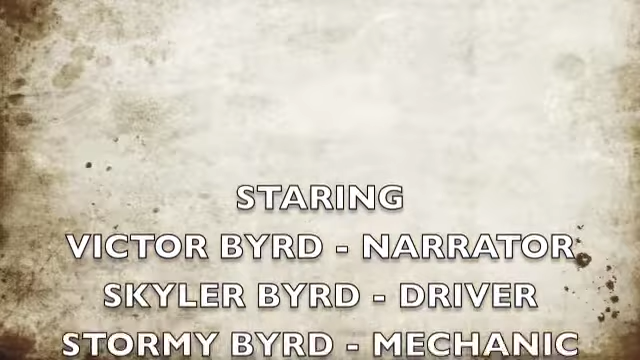 STARING
VICTOR BYRD - NARRATOR
SKYLER BYRD - DRIVER
STORMY BYRD - MECHANIC